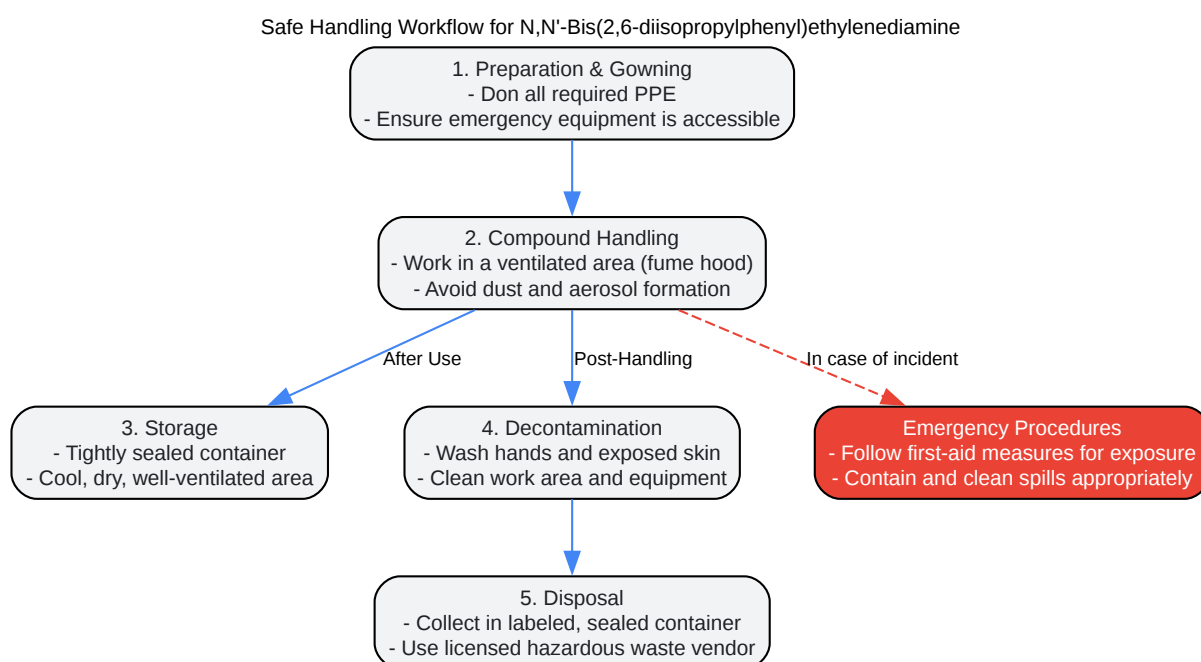 Safe Handling Workflow for N,N'-Bis(2,6-diisopropylphenyl)ethylenediamine
1. Preparation & Gowning
- Don all required PPE
- Ensure emergency equipment is accessible
2. Compound Handling
- Work in a ventilated area (fume hood)
- Avoid dust and aerosol formation
After Use
Post-Handling
In case of incident
3. Storage
- Tightly sealed container
- Cool, dry, well-ventilated area
4. Decontamination
- Wash hands and exposed skin
- Clean work area and equipment
Emergency Procedures
- Follow first-aid measures for exposure
- Contain and clean spills appropriately
5. Disposal
- Collect in labeled, sealed container
- Use licensed hazardous waste vendor